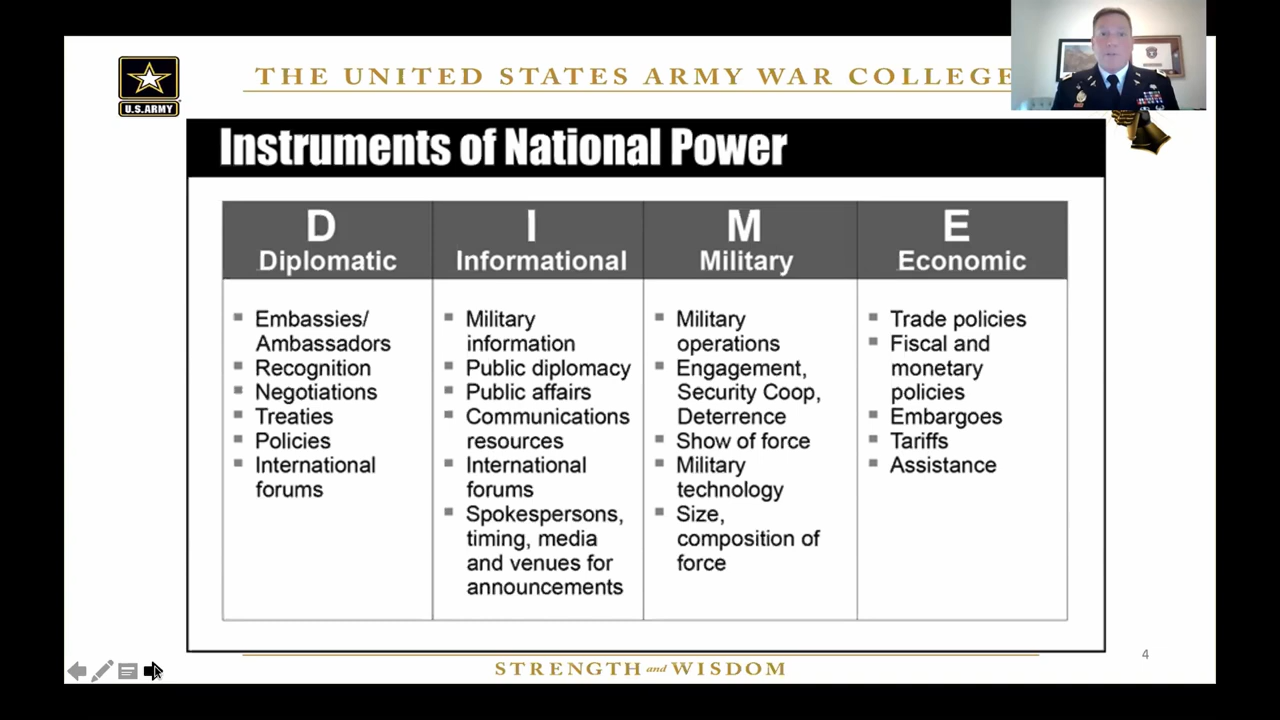 THE UNITED STATES ARMY WAR COLLEGE
U.S.ARMY
Instruments of National Power
D
Diplomatic
Embassies/
Ambassadors
Recognition
Negotiations
Treaties
Policies
International
forums
I
Informational
Military
information
Public diplomacy
Public affairs
Communications
resources
International
forums
Spokespersons,
timing, media
and venues for
announcements
M
Military
Military
operations
Engagement,
Security Coop,
Deterrence
Show of force
Military
technology
Size,
composition of
force
E
Economic
Trade policies
Fiscal and
monetary
policies
Embargoes
Tariffs
Assistance
STRENGTH and WISDOM
4